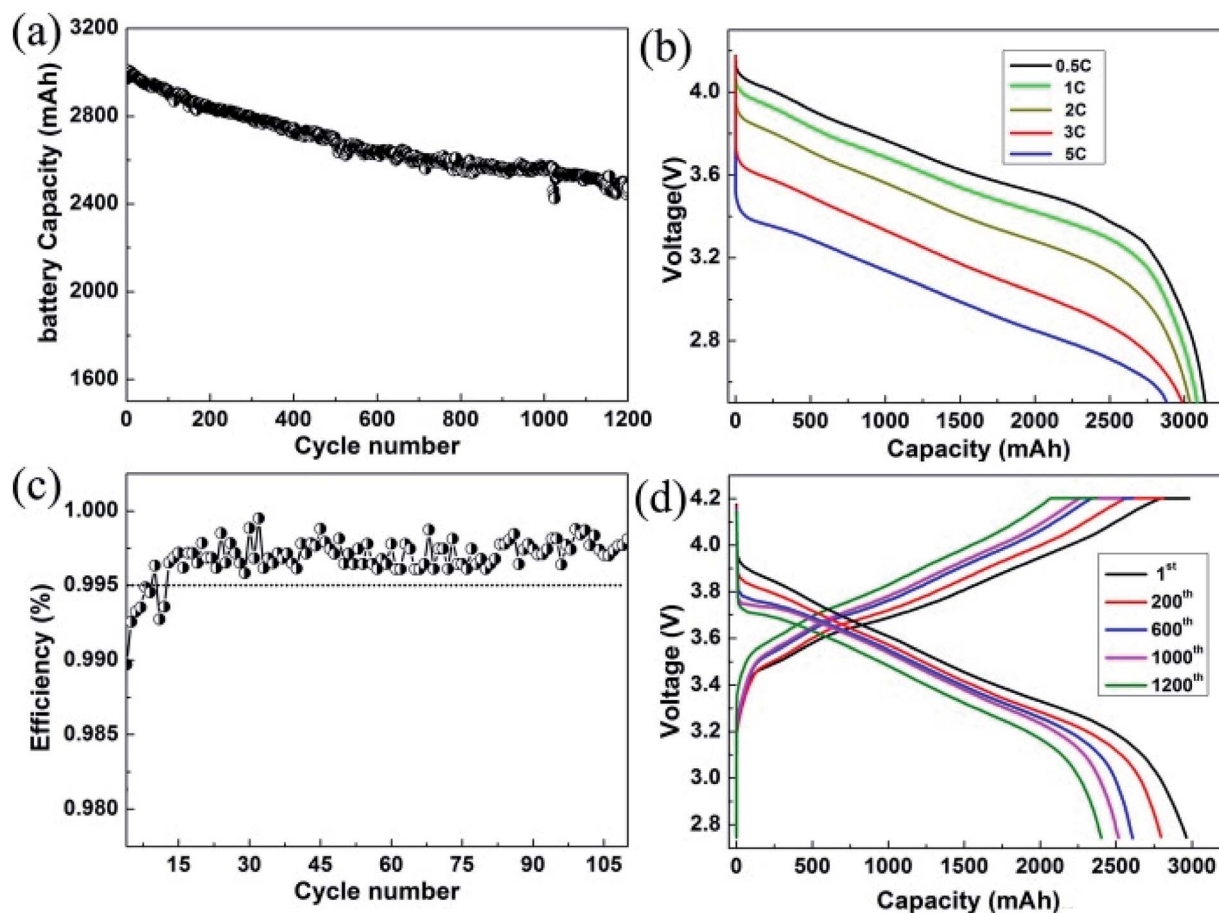 (a)
3200
2800
2400
2000
1600
battery Capacity (mAh)
0 200 400 600 800 1000 1200
Cycle number
(b)
4.0
3.6
3.2
2.8
Voltage(V)
0.5C
1C
2C
3C
5C
0 500 1000 1500 2000 2500 3000
Capacity (mAh)
(c)
1.000
0.995
0.990
0.985
0.980
Efficiency (%)
15 30 45 60 75 90 105
Cycle number
(d)
4.2
4.0
3.8
3.6
3.4
3.2
3.0
2.8
Voltage (V)
1st
200th
600th
1000th
1200th
0 500 1000 1500 2000 2500 3000
Capacity (mAh)